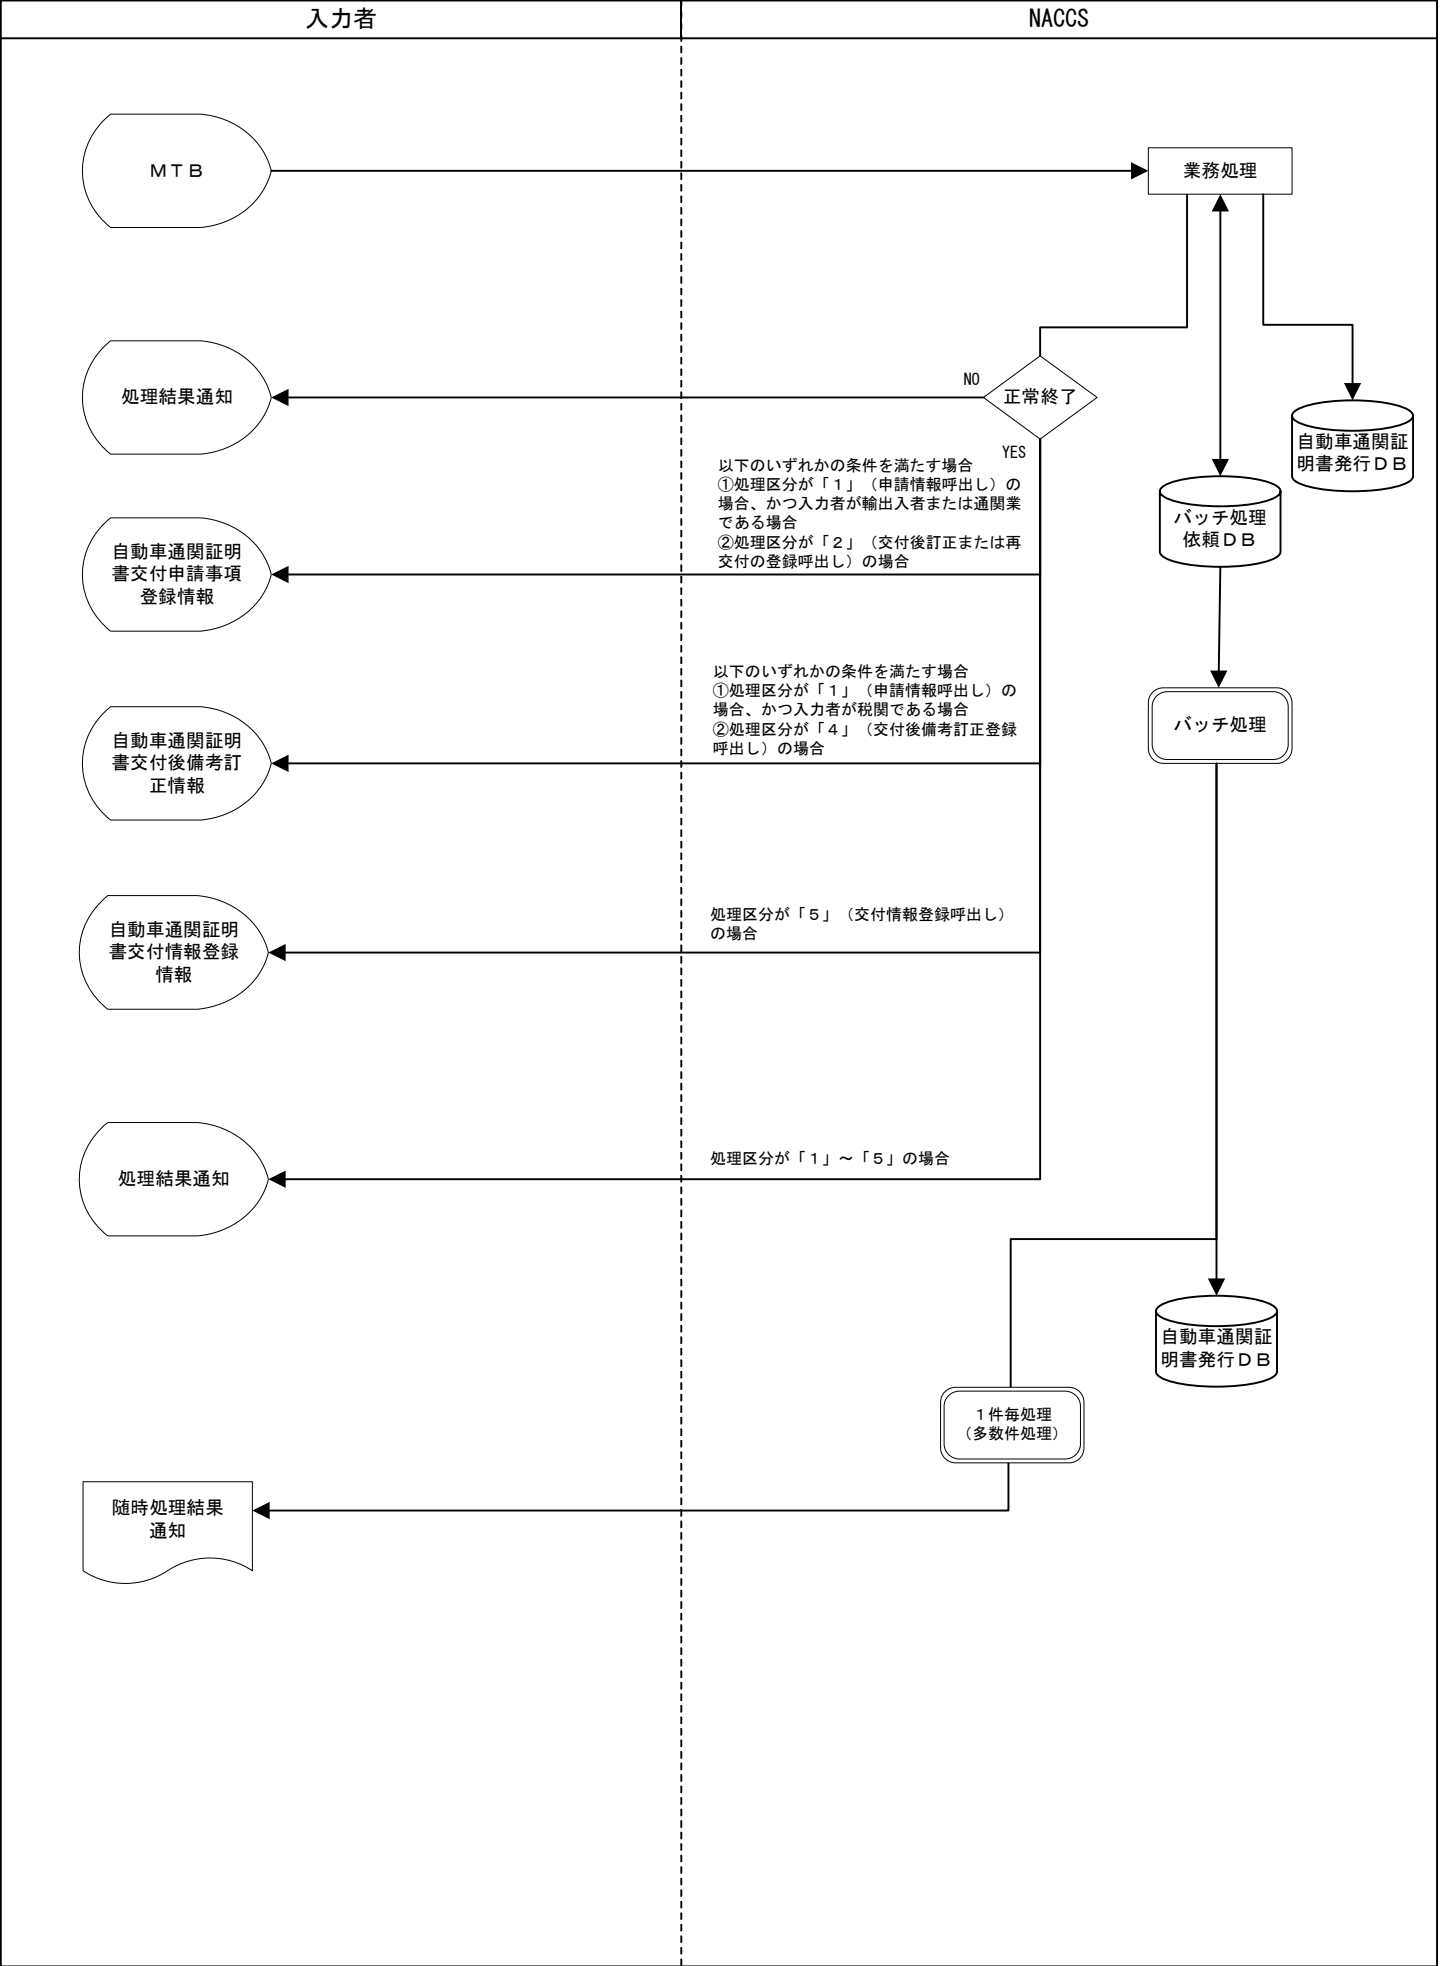 入力者
NACCS
ＭＴＢ
業務処理
処理結果通知
NO
正常終了
YES
自動車通関証
明書発行ＤＢ
以下のいずれかの条件を満たす場合
①処理区分が「１」（申請情報呼出し）の
場合、かつ入力者が輸出入者または通関業
である場合
②処理区分が「２」（交付後訂正または再
交付の登録呼出し）の場合
バッチ処理
依頼ＤＢ
自動車通関証明
書交付申請事項
登録情報
以下のいずれかの条件を満たす場合
①処理区分が「１」（申請情報呼出し）の
場合、かつ入力者が税関である場合
②処理区分が「４」（交付後備考訂正登録
呼出し）の場合
バッチ処理
自動車通関証明
書交付後備考訂
正情報
処理区分が「５」（交付情報登録呼出し）
の場合
自動車通関証明
書交付情報登録
情報
処理区分が「１」～「５」の場合
処理結果通知
自動車通関証
明書発行ＤＢ
１件毎処理
（多数件処理）
随時処理結果
通知